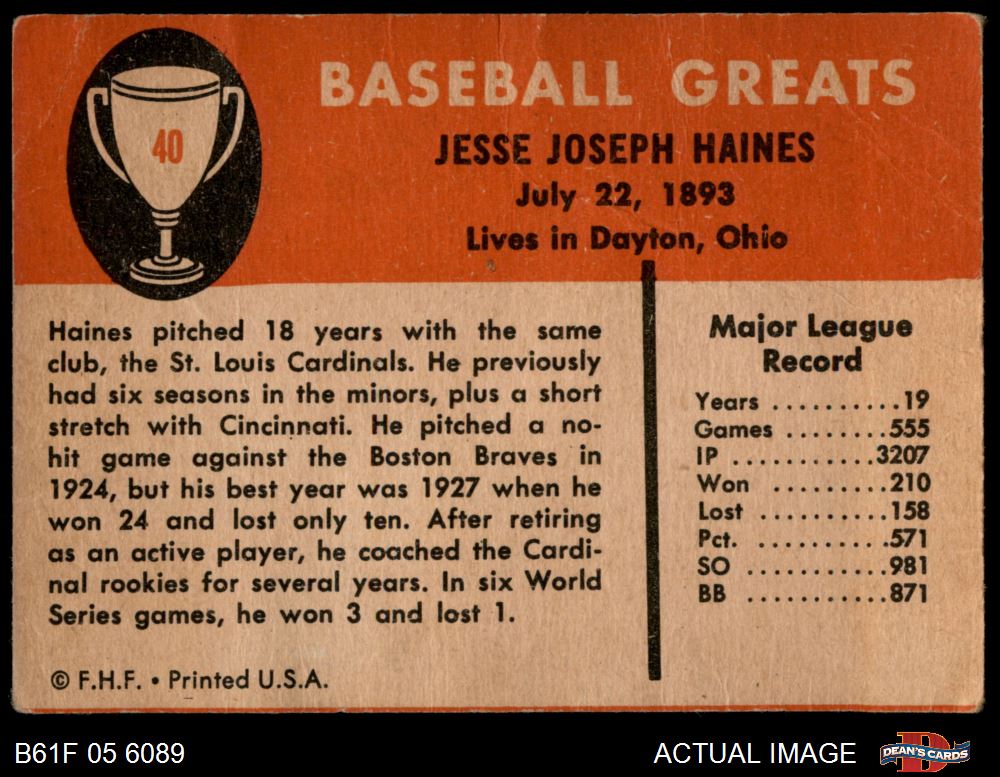 40
BASEBALL GREATS
JESSE JOSEPH HAINES
July 22, 1893
Lives in Dayton, Ohio
Haines pitched 18 years with the same
club, the St. Louis Cardinals. He previously
had six seasons in the minors, plus a short
stretch with Cincinnati. He pitched a no-
hit game against the Boston Braves in
1924, but his best year was 1927 when he
won 24 and lost only ten. After retiring
as an active player, he coached the Cardi-
nal rookies for several years. In six World
Series games, he won 3 and lost 1.
© F.H.F. • Printed U.S.A.
Major League
Record
Years ..........19
Games ........555
IP ............3207
Won ..........210
Lost ..........158
Pct. ..........571
SO ...........981
BB ...........871
B61F 05 6089
ACTUAL IMAGE
D
DEAN'S CARDS